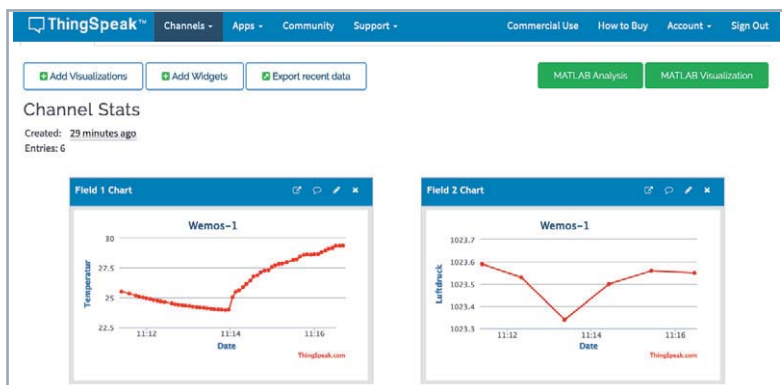 ThingSpeak™ Channels Apps Community Support Commercial Use How to Buy Account Sign Out
Add Visualizations Add Widgets Export recent data MATLAB Analysis MATLAB Visualization
Channel Stats
Created: 29 minutes ago
Entries: 6
Field 1 Chart
Wemos-1
Temperatur
30
27.5
25
22.5
11:12 11:14 11:16
Date
ThingSpeak.com
Field 2 Chart
Wemos-1
Luftdruck
1023.7
1023.6
1023.5
1023.4
1023.3
11:12 11:14 11:16
Date
ThingSpeak.com